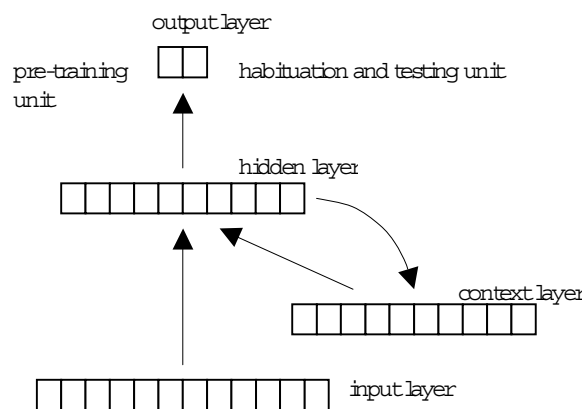 output layer
pre-training unit
habituation and testing unit
hidden layer
context layer
input layer